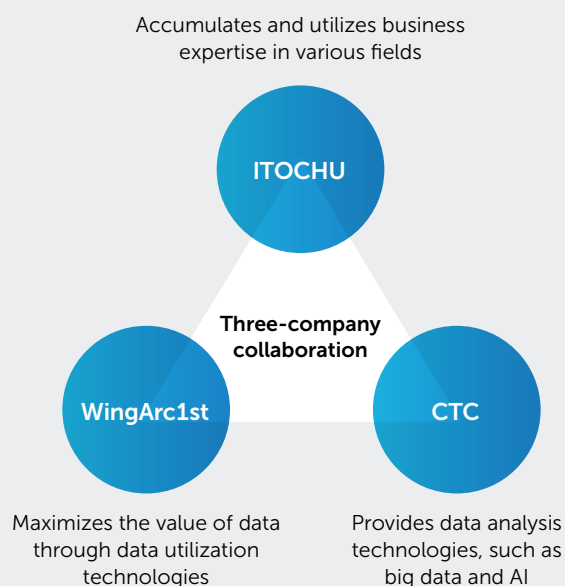 Accumulates and utilizes business
expertise in various fields
ITOCHU
Three-company
collaboration
WingArc1st
CTC
Maximizes the value of data
through data utilization
technologies
Provides data analysis
technologies, such as
big data and AI